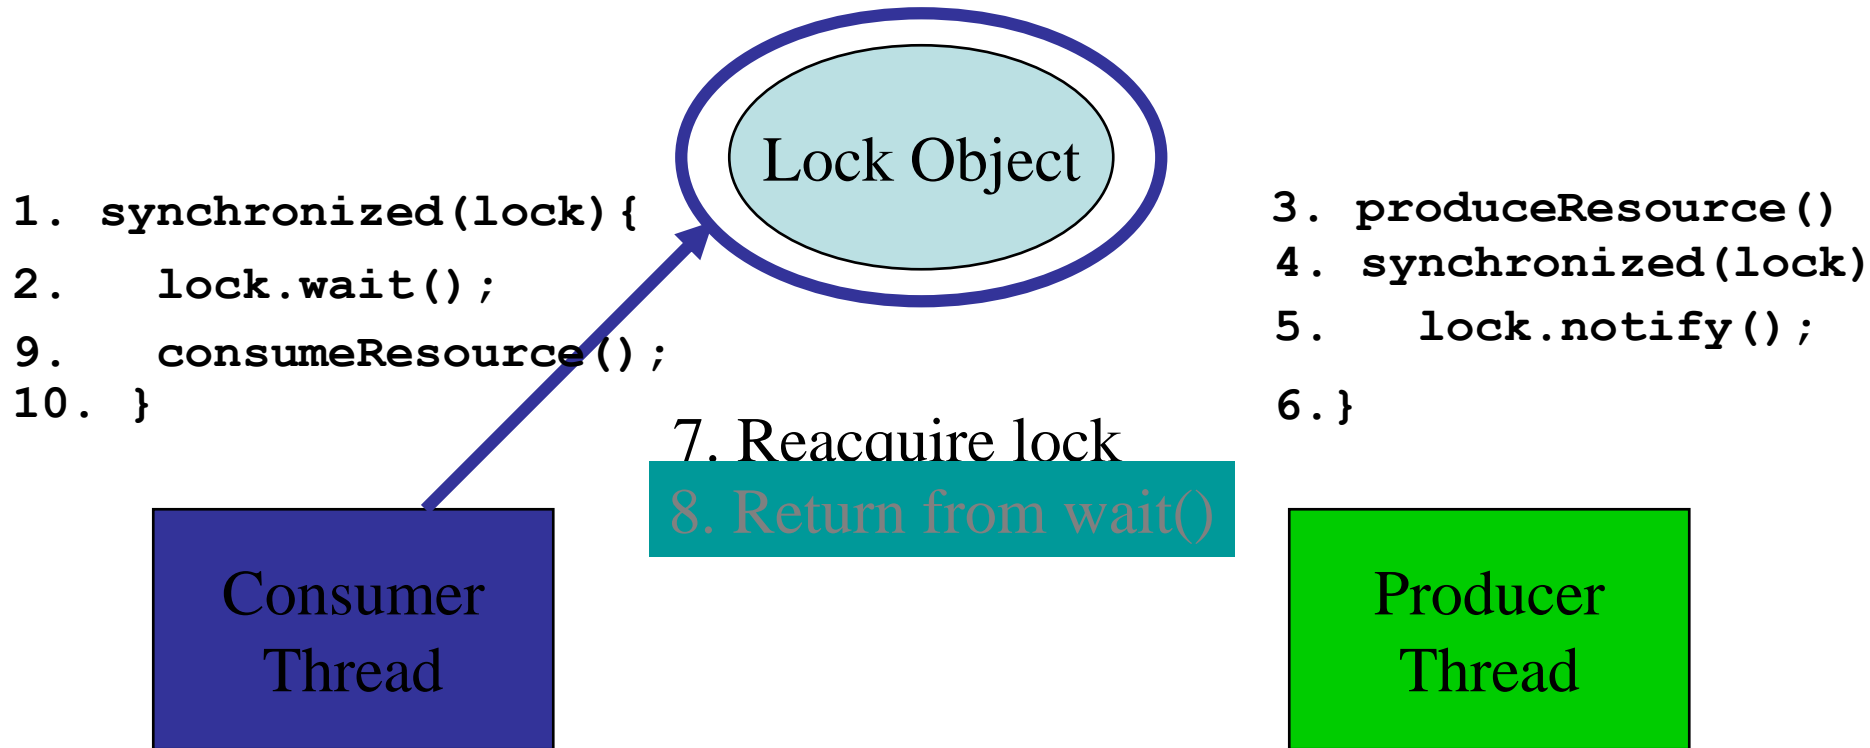 Lock Object
1. synchronized(lock){
2.   lock.wait();
9.   consumeResource();
10. }
3. produceResource()
4. synchronized(lock)
5.   lock.notify();
6.}
7. Reacquire lock
8. Return from wait()
Consumer
Thread
Producer
Thread